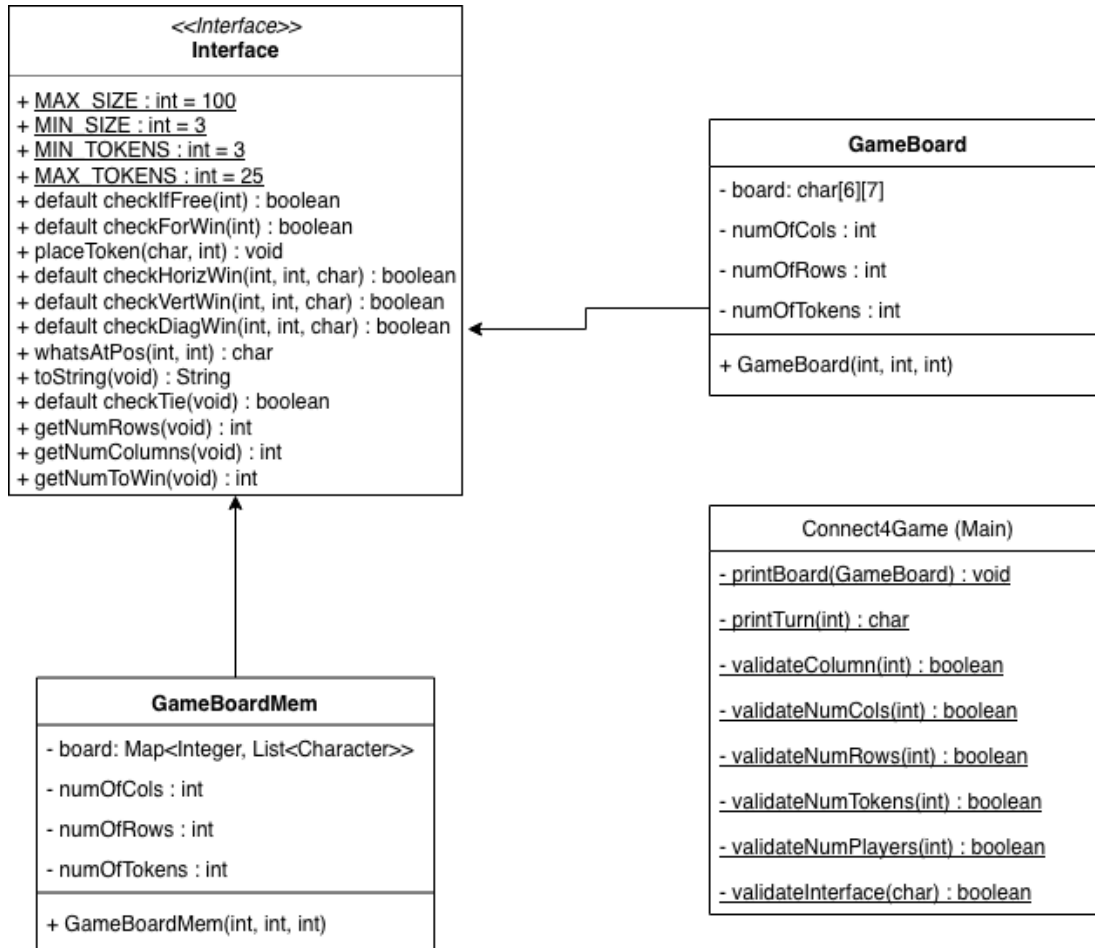 <<Interface>>
Interface
+ MAX_SIZE : int = 100
+ MIN_SIZE : int = 3
+ MIN_TOKENS : int = 3
+ MAX_TOKENS : int = 25
+ default checkIfFree(int) : boolean
+ default checkForWin(int) : boolean
+ placeToken(char, int) : void
+ default checkHorizWin(int, int, char) : boolean
+ default checkVertWin(int, int, char) : boolean
+ default checkDiagWin(int, int, char) : boolean
+ whatsAtPos(int, int) : char
+ toString(void) : String
+ default checkTie(void) : boolean
+ getNumRows(void) : int
+ getNumColumns(void) : int
+ getNumToWin(void) : int
GameBoard
- board: char[6][7]
- numOfCols : int
- numOfRows : int
- numOfTokens : int
+ GameBoard(int, int, int)
GameBoardMem
- board: Map<Integer, List<Character>>
- numOfCols : int
- numOfRows : int
- numOfTokens : int
+ GameBoardMem(int, int, int)
Connect4Game (Main)
- printBoard(GameBoard) : void
- printTurn(int) : char
- validateColumn(int) : boolean
- validateNumCols(int) : boolean
- validateNumRows(int) : boolean
- validateNumTokens(int) : boolean
- validateNumPlayers(int) : boolean
- validateInterface(char) : boolean